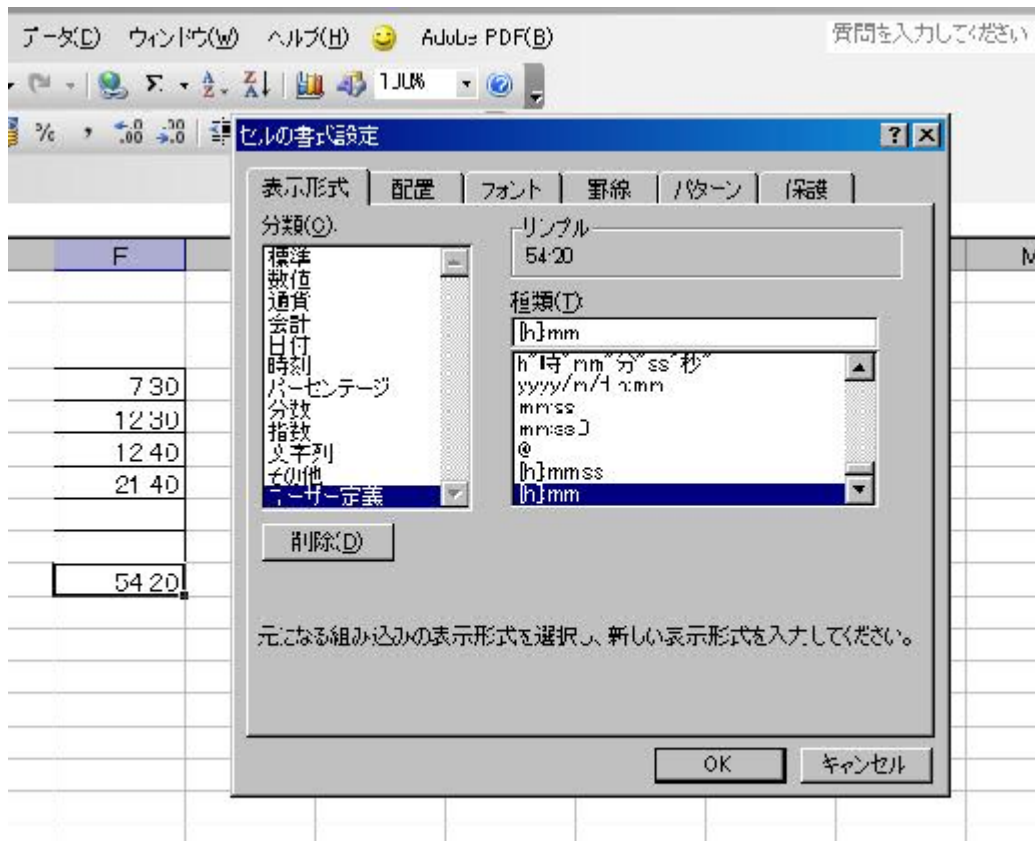 データ(D) ウィンドウ(W) ヘルプ(H) Adobe PDF(B) 質問を入力してください
100%
セルの書式設定
表示形式 配置 フォント 罫線 パターン 保護
分類(C):
標準
数値
通貨
会計
日付
時刻
パーセンテージ
分数
指数
文字列
その他
ユーザー定義
サンプル
54:20
種類(T):
[h]:mm
h"時"mm"分"ss"秒"
yyyy/m/d h:mm
mm:ss
mm:ss.0
@
[h]:mm:ss
[h]:mm
削除(D)
元になる組み込みの表示形式を選択し、新しい表示形式を入力してください。
OK キャンセル
F
7:30
12:30
12:40
21:40
54:20